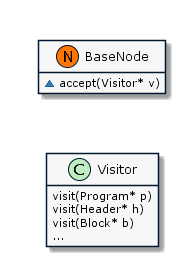 N BaseNode
accept(Visitor* v)
C Visitor
visit(Program* p)
visit(Header* h)
visit(Block* b)
...